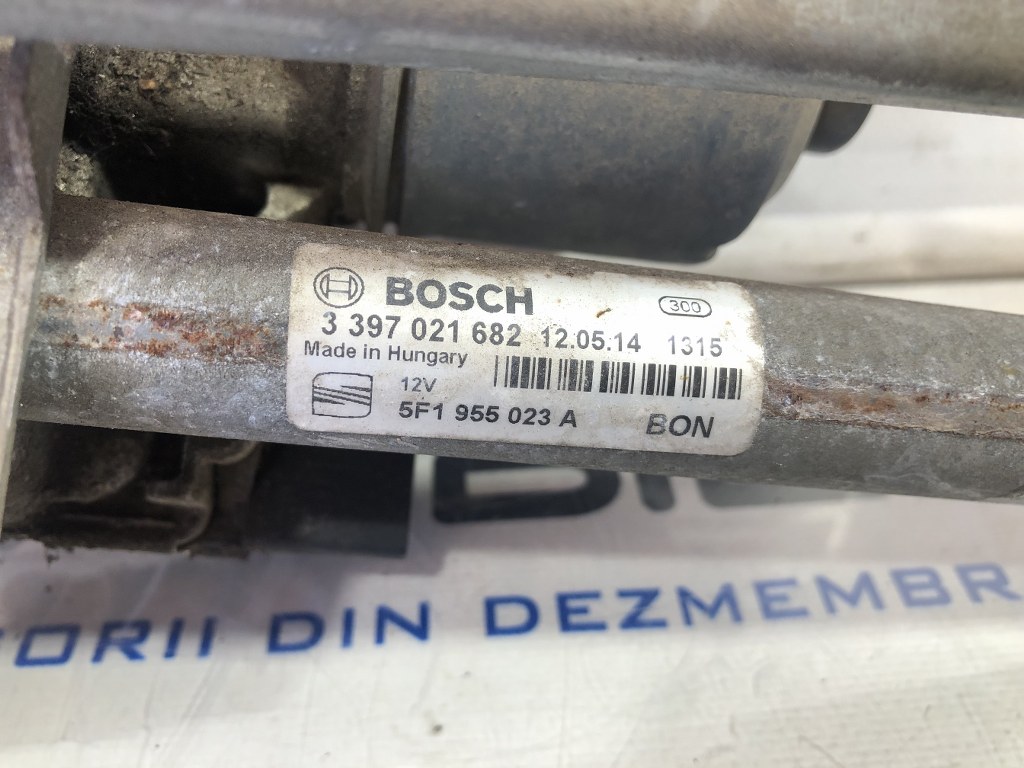 BOSCH 300
3 397 021 682 12.05.14 1315
Made in Hungary
12V
5F1 955 023 A BON
DIN DEZMEMBR